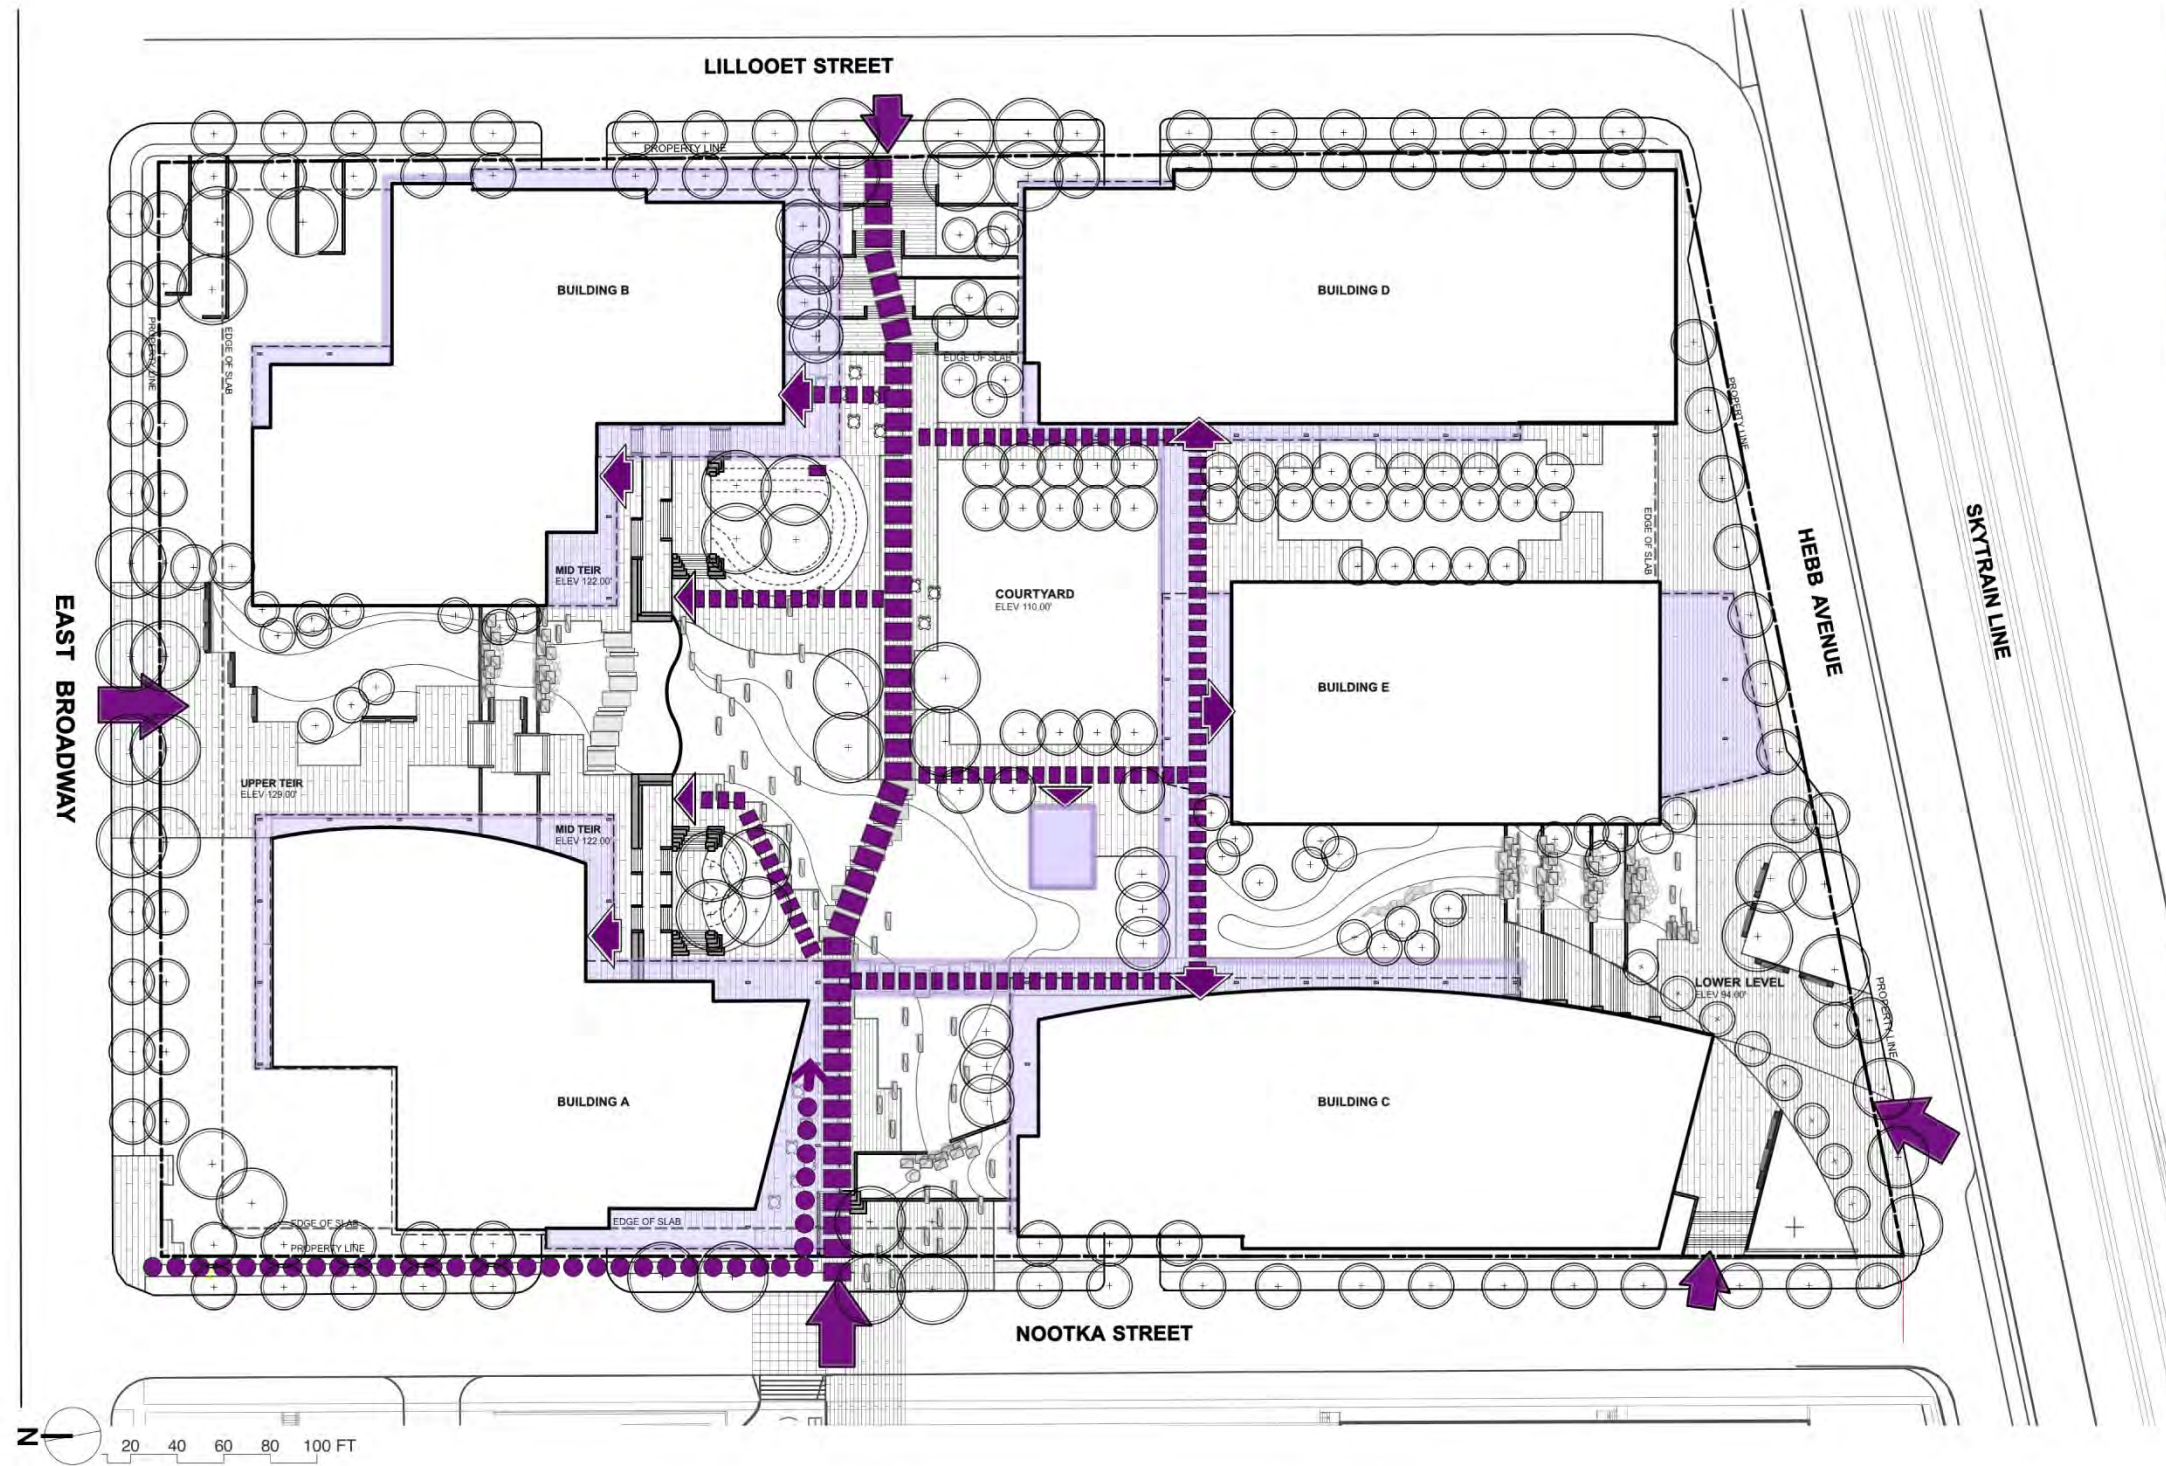 LILLOOET STREET
PROPERTY LINE
BUILDING B
BUILDING D
PROPERTY LINE
EDGE OF SLAB
EDGE OF SLAB
PROPERTY LINE
EDGE OF SLAB
HEBB AVENUE
SKYTRAIN LINE
MID TEIR
ELEV 122.00'
COURTYARD
ELEV 110.00'
EAST BROADWAY
BUILDING E
UPPER TEIR
ELEV 129.00'
MID TEIR
ELEV 122.00'
LOWER LEVEL
ELEV 94.00'
PROPERTY LINE
BUILDING A
BUILDING C
EDGE OF SLAB
EDGE OF SLAB
PROPERTY LINE
NOOTKA STREET
N
20 40 60 80 100 FT